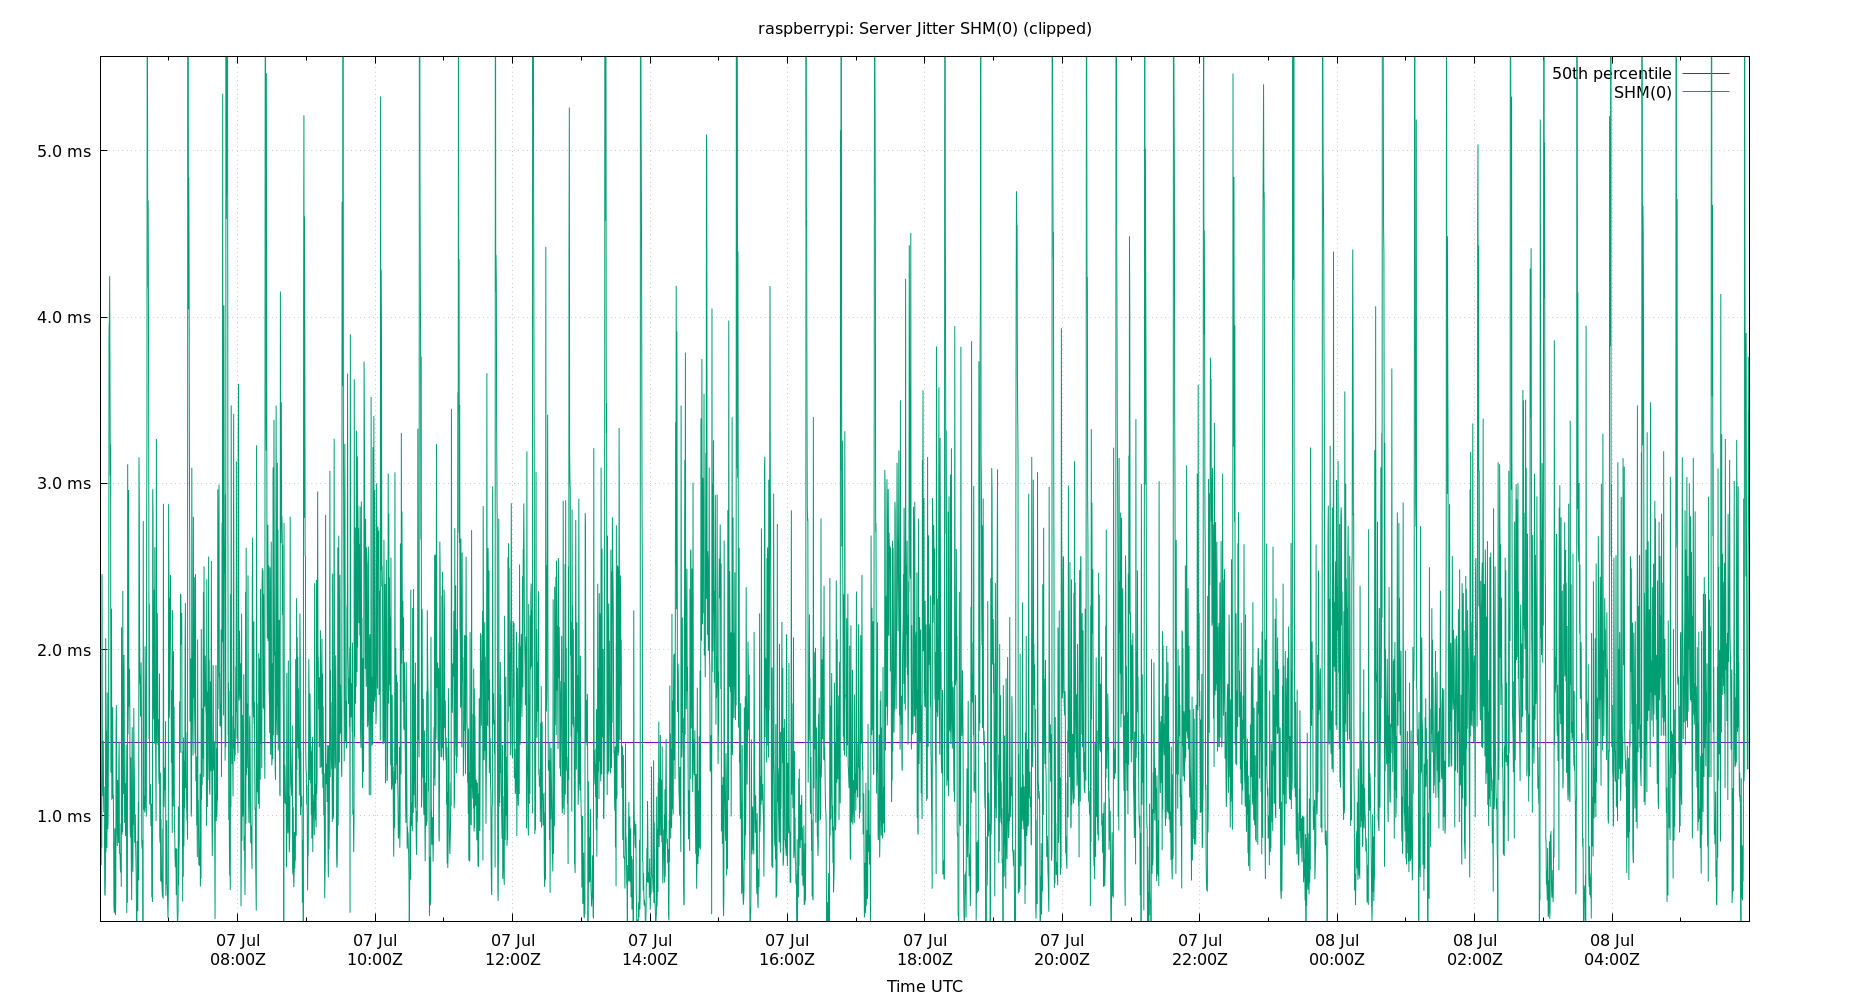 raspberrypi: Server Jitter SHM(0) (clipped)
50th percentile
SHM(0)
5.0 ms
4.0 ms
3.0 ms
2.0 ms
1.0 ms
07 Jul 07 Jul 07 Jul 07 Jul 07 Jul 07 Jul 07 Jul 07 Jul 08 Jul 08 Jul 08 Jul
08:00Z 10:00Z 12:00Z 14:00Z 16:00Z 18:00Z 20:00Z 22:00Z 00:00Z 02:00Z 04:00Z
Time UTC